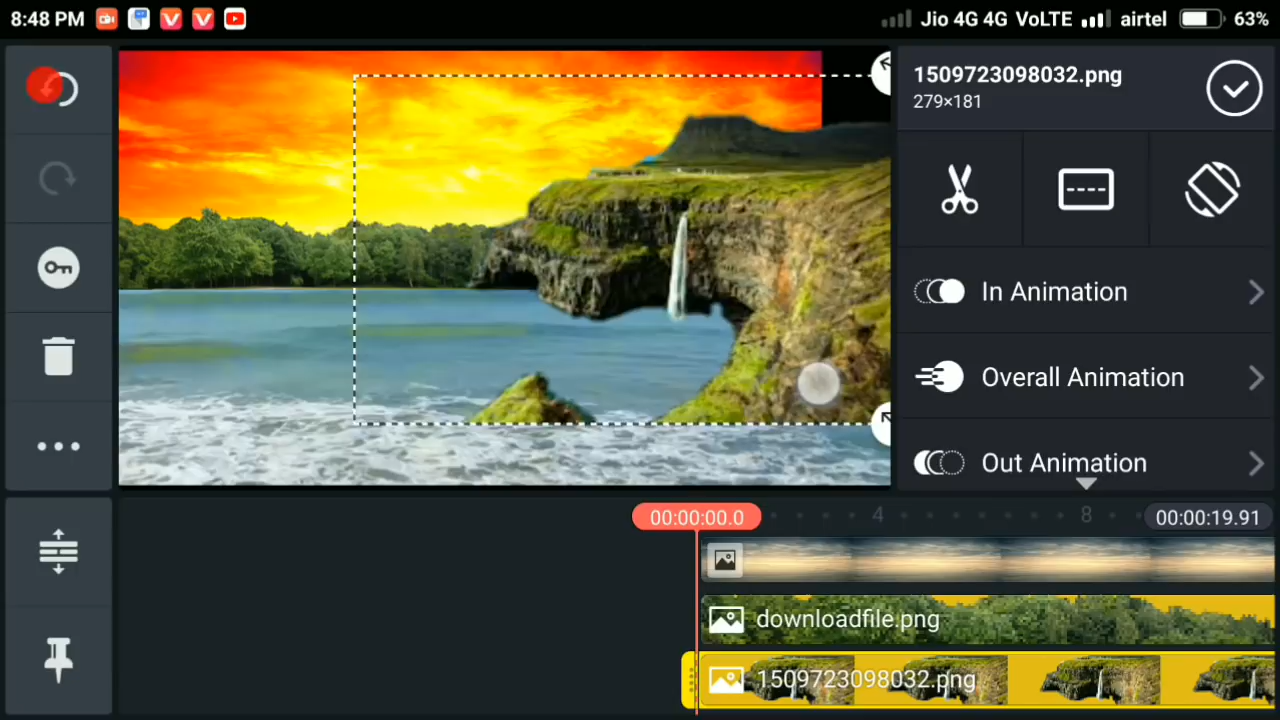 8:48 PM
Jio 4G 4G VoLTE airtel 63%
1509723098032.png
279×181
In Animation
Overall Animation
Out Animation
00:00:00.0
4
8
00:00:19.91
downloadfile.png
1509723098032.png